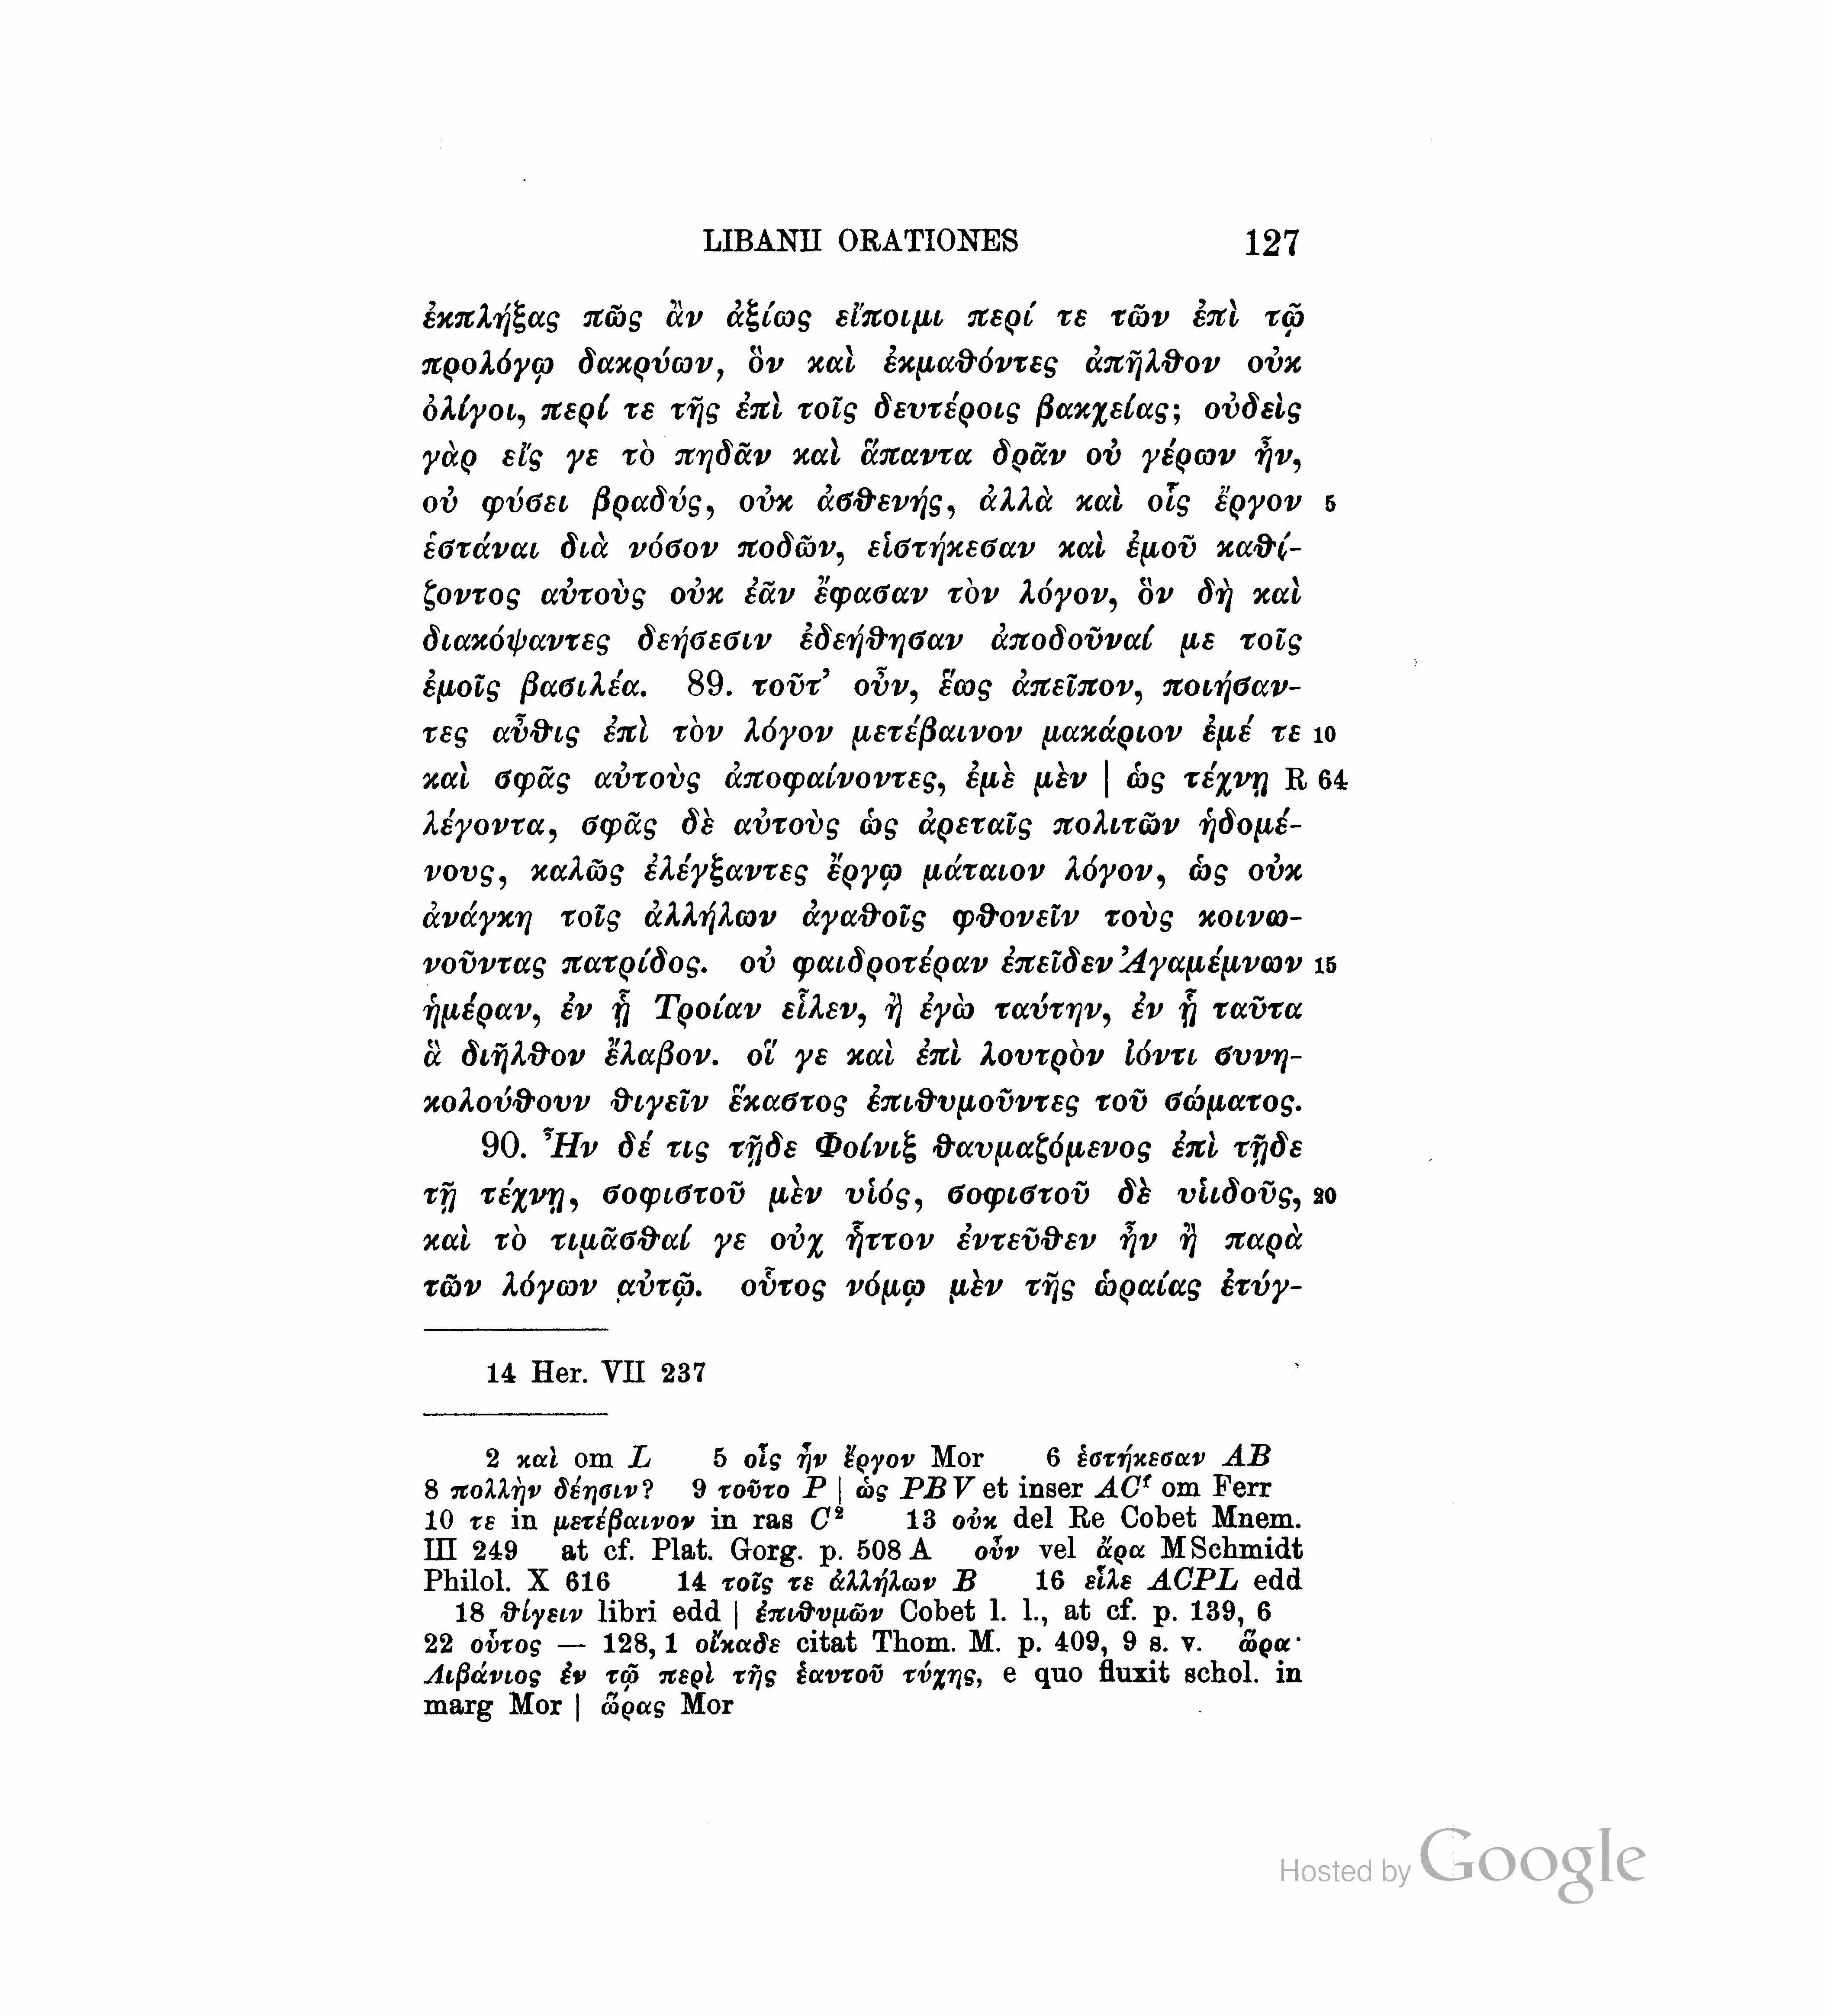 LIBANII ORATIONES 127
ἐκπλήξας πῶς ἂν ἀξίως εἴποιμι περί τε τῶν ἐπὶ τῷ
προλόγῳ δακρύων, ὃν καὶ ἐκμαθόντες ἀπῆλθον οὐκ
ὀλίγοι, περί τε τῆς ἐπὶ τοῖς δευτέροις βακχείας; οὐδεὶς
γὰρ εἴς γε τὸ πηδᾶν καὶ ἅπαντα δρᾶν οὐ γέρων ἦν,
οὐ φύσει βραδύς, οὐκ ἀσθενής, ἀλλὰ καὶ οἷς ἔργον 5
ἑστάναι διὰ νόσον ποδῶν, εἱστήκεσαν καὶ ἐμοῦ καθί-
ζοντος αὐτοὺς οὐκ ἐᾶν ἔφασαν τὸν λόγον, ὃν δὴ καὶ
διακόψαντες δεήσεσιν ἐδεήθησαν ἀποδοῦναί με τοῖς
ἐμοῖς βασιλέα. 89. τοῦτ’ οὖν, ἕως ἀπεῖπον, ποιήσαν-
τες αὖθις ἐπὶ τὸν λόγον μετέβαινον μακάριον ἐμέ τε 10
καὶ σφᾶς αὐτοὺς ἀποφαίνοντες, ἐμὲ μὲν | ὡς τέχνῃ R 64
λέγοντα, σφᾶς δὲ αὐτοὺς ὡς ἀρεταῖς πολιτῶν ἡδομέ-
νους, καλῶς ἐλέγξαντες ἔργῳ μάταιον λόγον, ὡς οὐκ
ἀνάγκη τοῖς ἀλλήλων ἀγαθοῖς φθονεῖν τοὺς κοινω-
νοῦντας πατρίδος. οὐ φαιδροτέραν ἐπεῖδεν Ἀγαμέμνων 15
ἡμέραν, ἐν ᾗ Τροίαν εἷλεν, ἢ ἐγὼ ταύτην, ἐν ᾗ ταῦτα
ἃ διῆλθον ἔλαβον. οἵ γε καὶ ἐπὶ λουτρὸν ἰόντι συνη-
κολούθουν θιγεῖν ἕκαστος ἐπιθυμοῦντες τοῦ σώματος.
90. Ἦν δέ τις τῇδε Φοίνιξ θαυμαζόμενος ἐπὶ τῇδε
τῇ τέχνῃ, σοφιστοῦ μὲν υἱός, σοφιστοῦ δὲ υἱιδοῦς, 20
καὶ τὸ τιμᾶσθαί γε οὐχ ἧττον ἐντεῦθεν ἦν ἢ παρὰ
τῶν λόγων αὐτῷ. οὗτος νόμῳ μὲν τῆς ὡραίας ἐτύγ-
14 Her. VII 237
2 καὶ om L 5 οἷς ἦν ἔργον Mor 6 ἑστήκεσαν AB
8 πολλὴν δέησιν? 9 τοῦτο P | ὡς PBV et inser ACᶠ om Ferr
10 τε in μετέβαινον in ras C² 13 οὐκ del Re Cobet Mnem.
III 249 at cf. Plat. Gorg. p. 508 A οὖν vel ἄρα MSchmidt
Philol. X 616 14 τοῖς τε ἀλλήλων B 16 εἷλε ACPL edd
18 θίγειν libri edd | ἐπιθυμῶν Cobet l. l., at cf. p. 139, 6
22 οὗτος — 128, 1 οἴκαδε citat Thom. M. p. 409, 9 s. v. ὥρα·
Λιβάνιος ἐν τῷ περὶ τῆς ἑαυτοῦ τύχης, e quo fluxit schol. in
marg Mor | ὥρας Mor
Hosted by Google